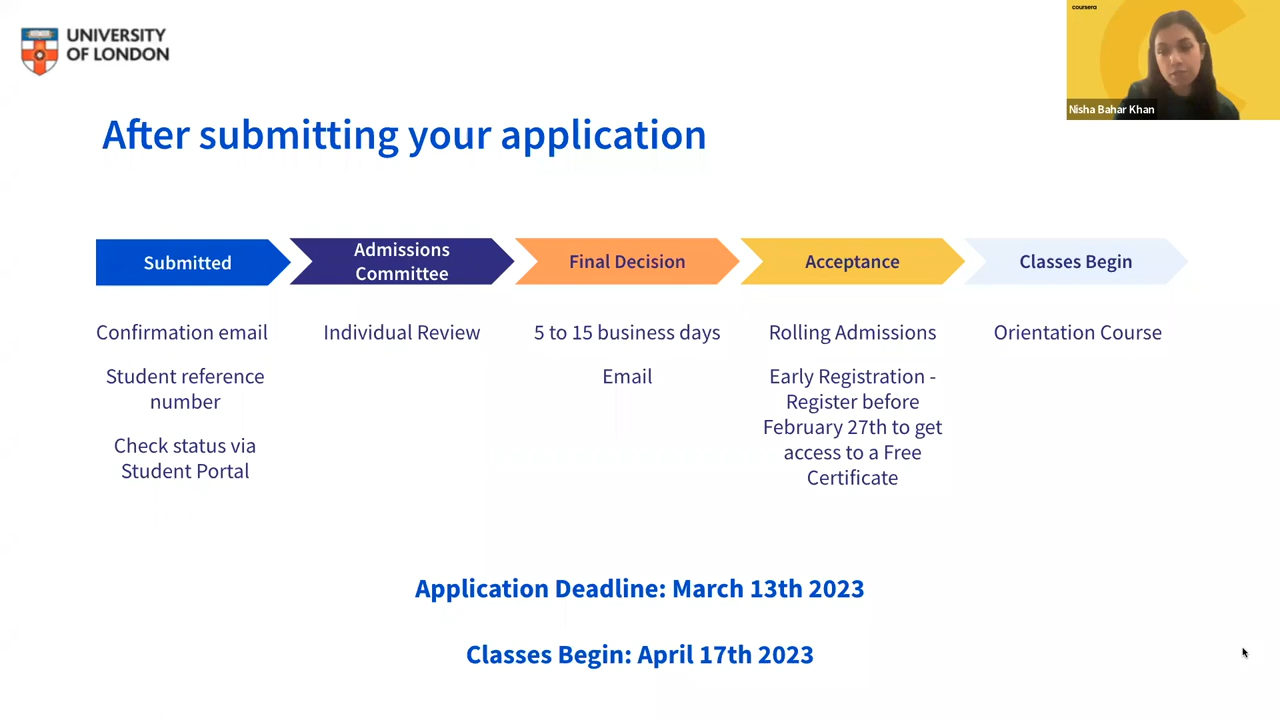 UNIVERSITY
OF LONDON
coursera
Nisha Bahar Khan
After submitting your application
Submitted
Admissions
Committee
Final Decision
Acceptance
Classes Begin
Confirmation email
Student reference
number
Check status via
Student Portal
Individual Review
5 to 15 business days
Email
Rolling Admissions
Early Registration -
Register before
February 27th to get
access to a Free
Certificate
Orientation Course
Application Deadline: March 13th 2023
Classes Begin: April 17th 2023